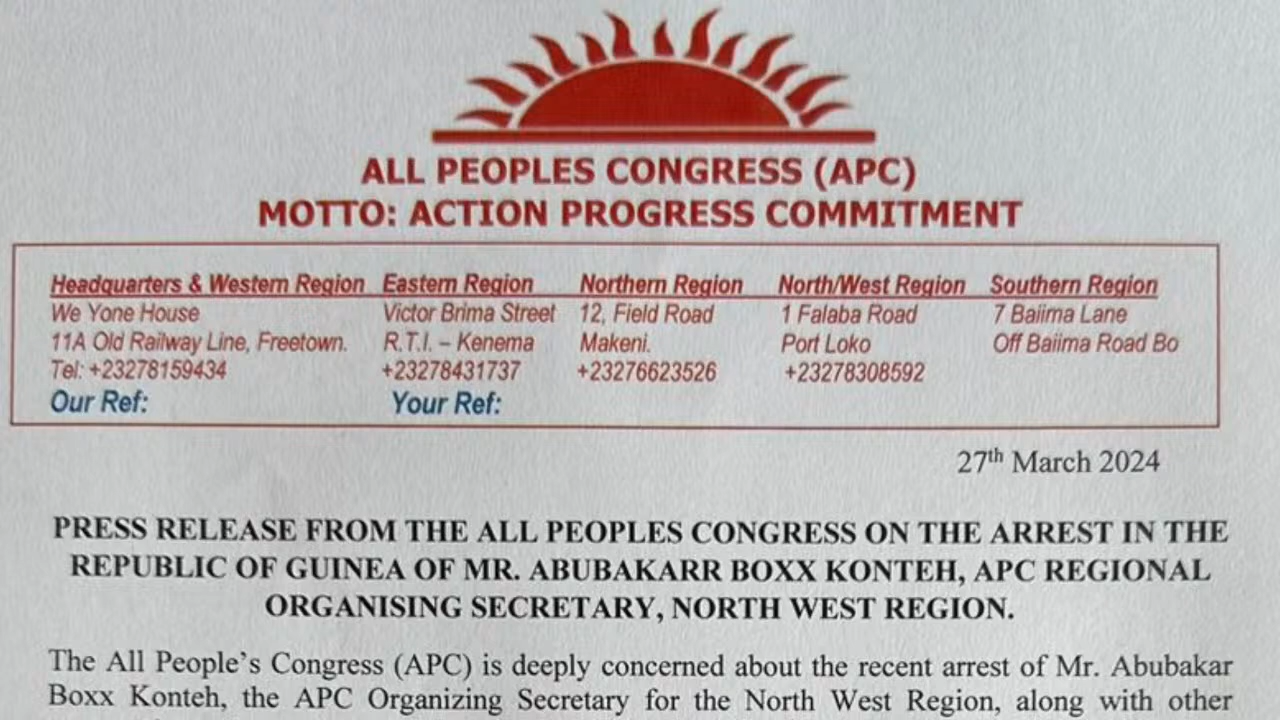 ALL PEOPLES CONGRESS (APC)
MOTTO: ACTION PROGRESS COMMITMENT
Headquarters & Western Region Eastern Region Northern Region North/West Region Southern Region
We Yone House Victor Brima Street 12, Field Road 1 Falaba Road 7 Baiima Lane
11A Old Railway Line, Freetown. R.T.I. – Kenema Makeni. Port Loko Off Baiima Road Bo
Tel: +23278159434 +23278431737 +23276623526 +23278308592
Our Ref: Your Ref:
27th March 2024
PRESS RELEASE FROM THE ALL PEOPLES CONGRESS ON THE ARREST IN THE
REPUBLIC OF GUINEA OF MR. ABUBAKARR BOXX KONTEH, APC REGIONAL
ORGANISING SECRETARY, NORTH WEST REGION.
The All People's Congress (APC) is deeply concerned about the recent arrest of Mr. Abubakar
Boxx Konteh, the APC Organizing Secretary for the North West Region, along with other